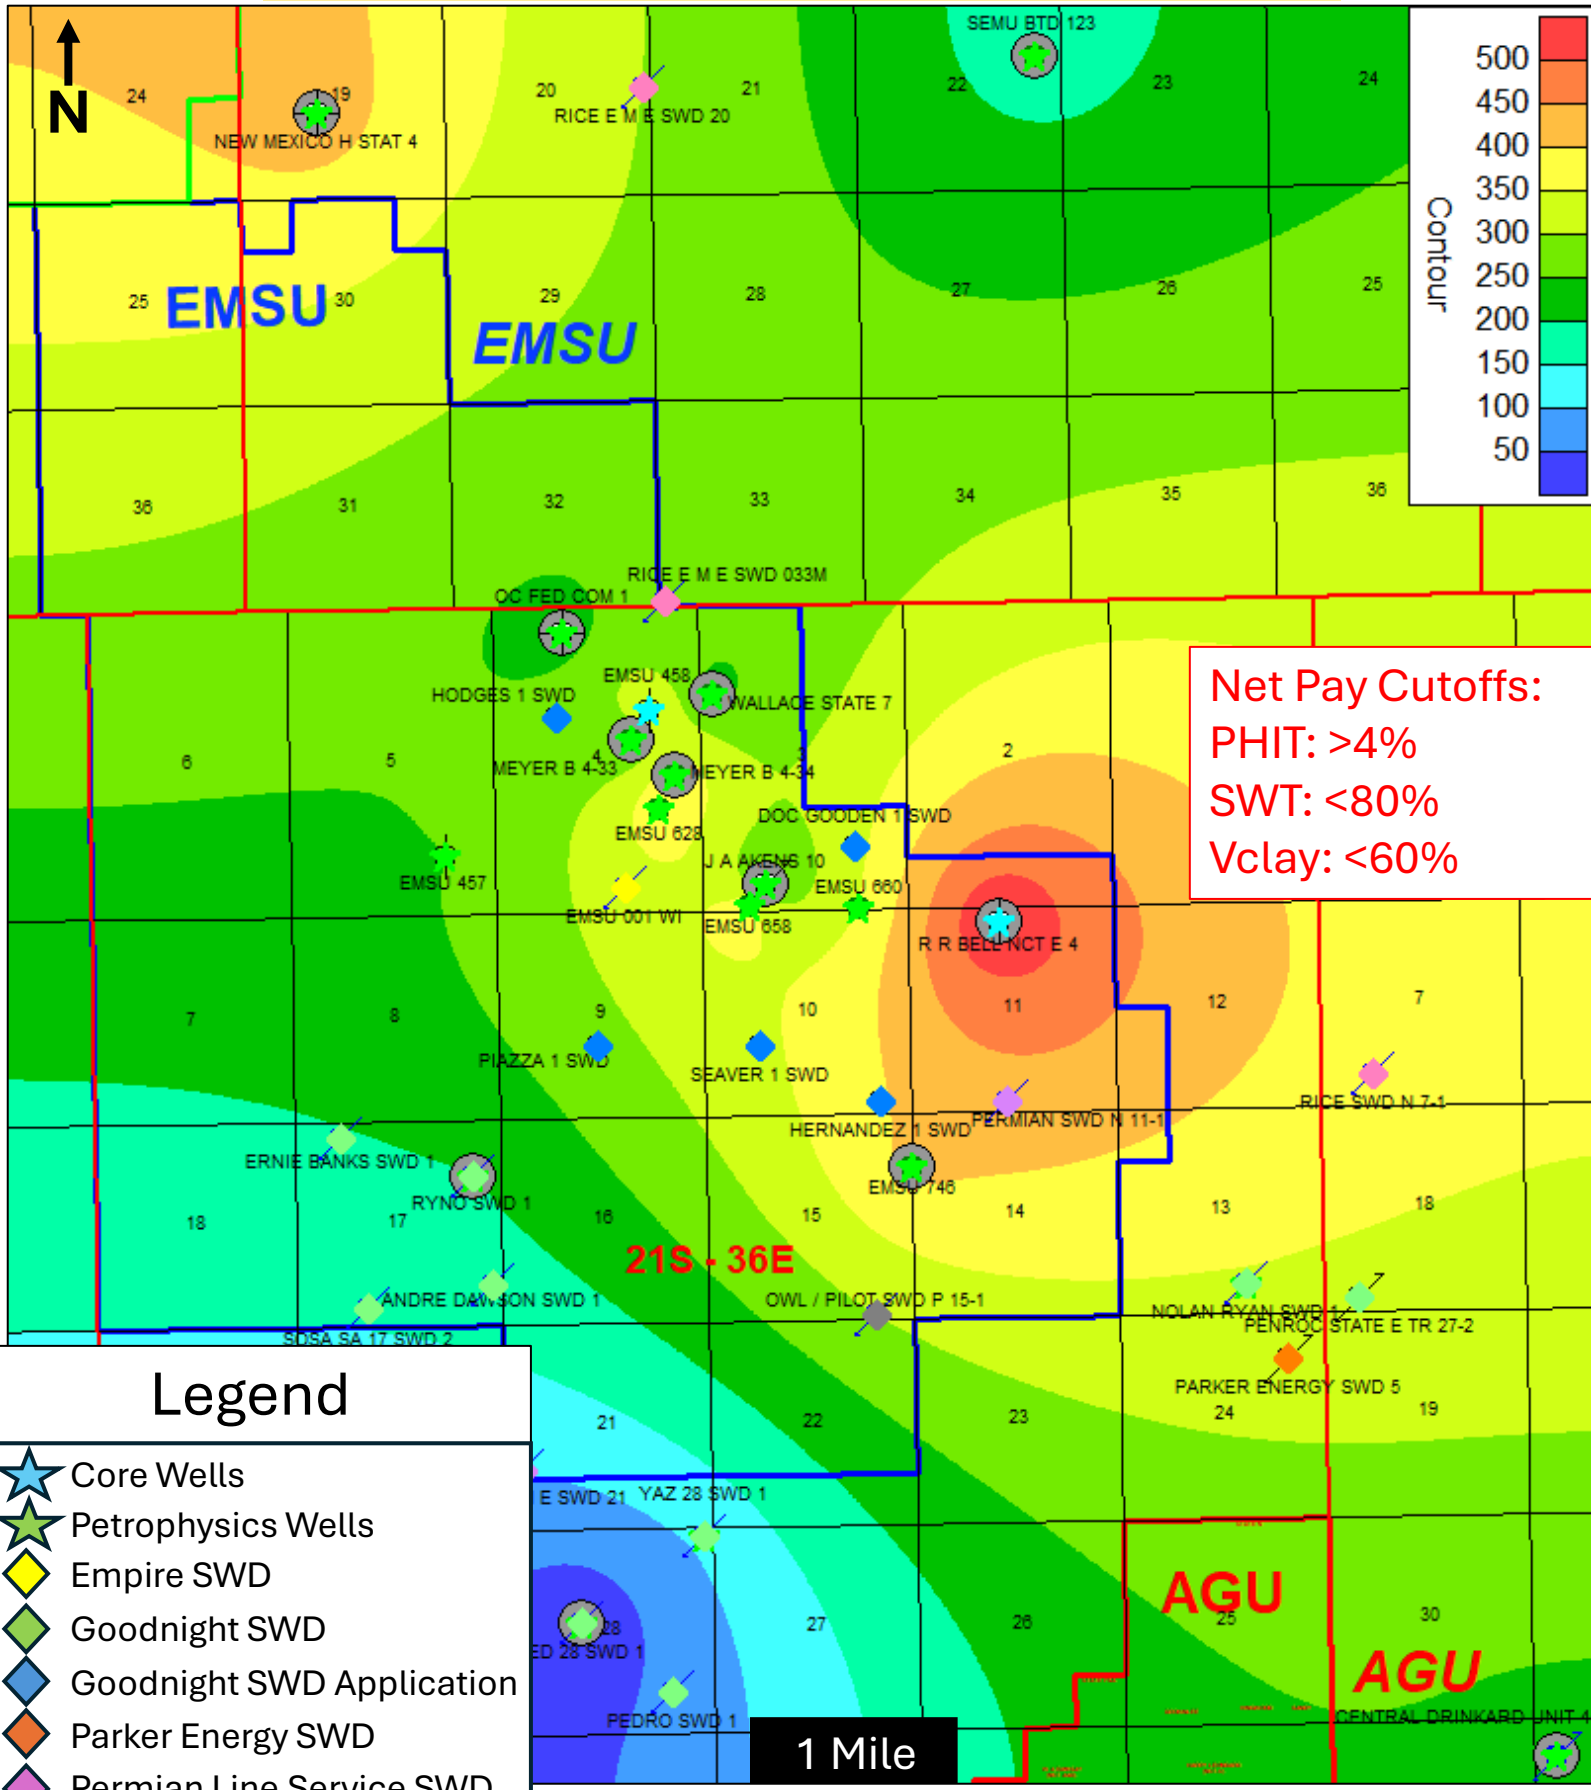 SEMU BTD 123
500
450
400
350
300
250
200
150
100
50
Contour
N
24
19
20
21
22
23
24
NEW MEXICO H STAT 4
RICE E M E SWD 20
25
EMSU
30
29
EMSU
28
27
26
25
36
31
32
33
34
35
36
RICE E M E SWD 033M
OC FED COM 1
EMSU 458
HODGES 1 SWD
WALLACE STATE 7
Net Pay Cutoffs:
PHIT: >4%
SWT: <80%
Vclay: <60%
6
5
4
2
MEYER B 4-33
MEYER B 4-34
DOC GOODEN 1 SWD
EMSU 628
J A AKENS 10
EMSU 457
EMSU 660
EMSU 001 WI
EMSU 658
R R BELL NCT E 4
7
8
9
10
11
12
7
PIAZZA 1 SWD
SEAVER 1 SWD
RICE SWD N 7-1
HERNANDEZ 1 SWD
PERMIAN SWD N 11-1
ERNIE BANKS SWD 1
EMSU 746
RYNO SWD 1
18
17
16
15
14
13
18
21S - 36E
ANDRE DAWSON SWD 1
OWL / PILOT SWD P 15-1
NOLAN RYAN SWD 1
PENROC STATE E TR 27-2
SOSA SA 17 SWD 2
PARKER ENERGY SWD 5
21
22
23
24
19
E SWD 21
YAZ 28 SWD 1
28
27
26
AGU
25
30
ED 28 SWD 1
AGU
PEDRO SWD 1
CENTRAL DRINKARD UNIT 4
1 Mile
Legend
Core Wells
Petrophysics Wells
Empire SWD
Goodnight SWD
Goodnight SWD Application
Parker Energy SWD
Permian Line Service SWD